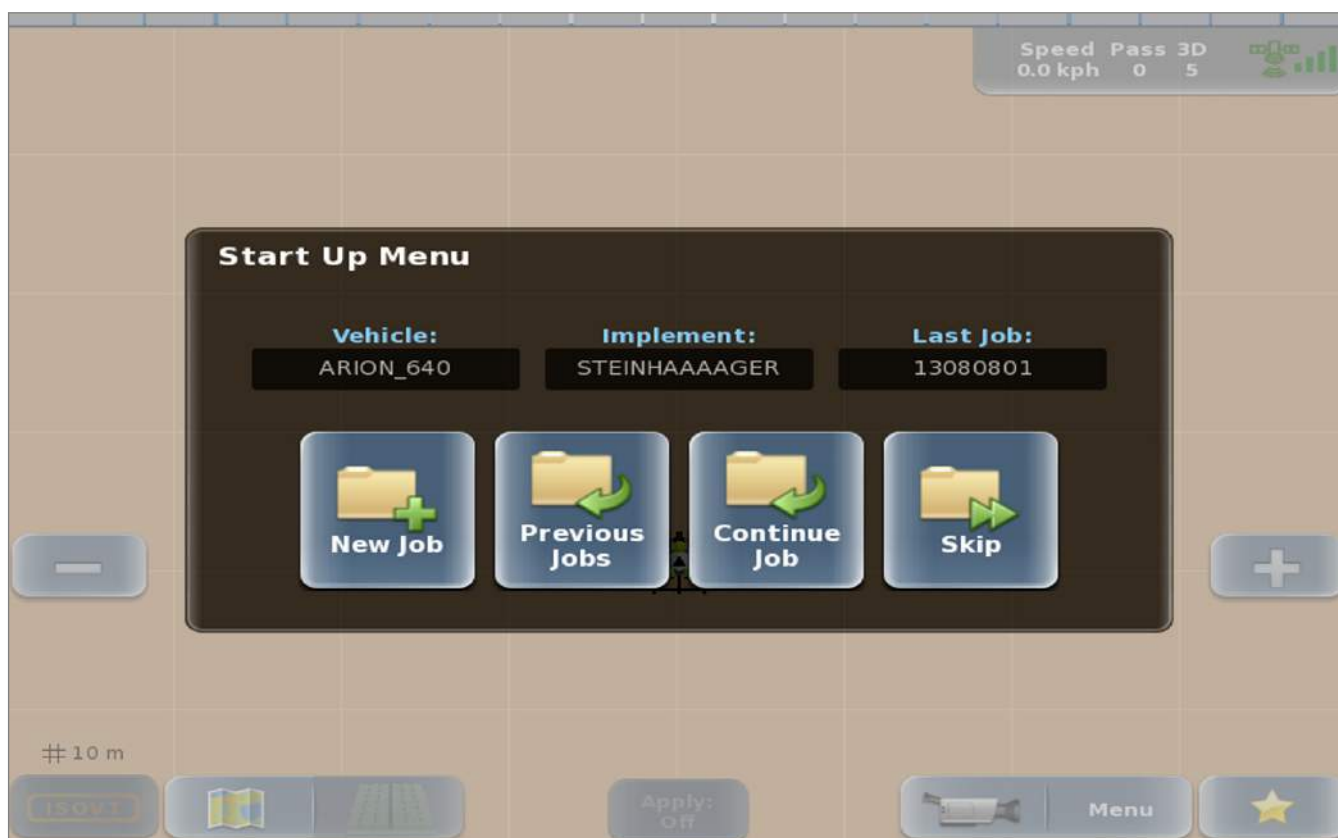 Speed Pass 3D
0.0 kph 0 5
Start Up Menu
Vehicle: Implement: Last Job:
ARION_640 STEINHAAAAGER 13080801
New Job
Previous
Jobs
Continue
Job
Skip
10 m
ISOVT
Apply:
Off
Menu